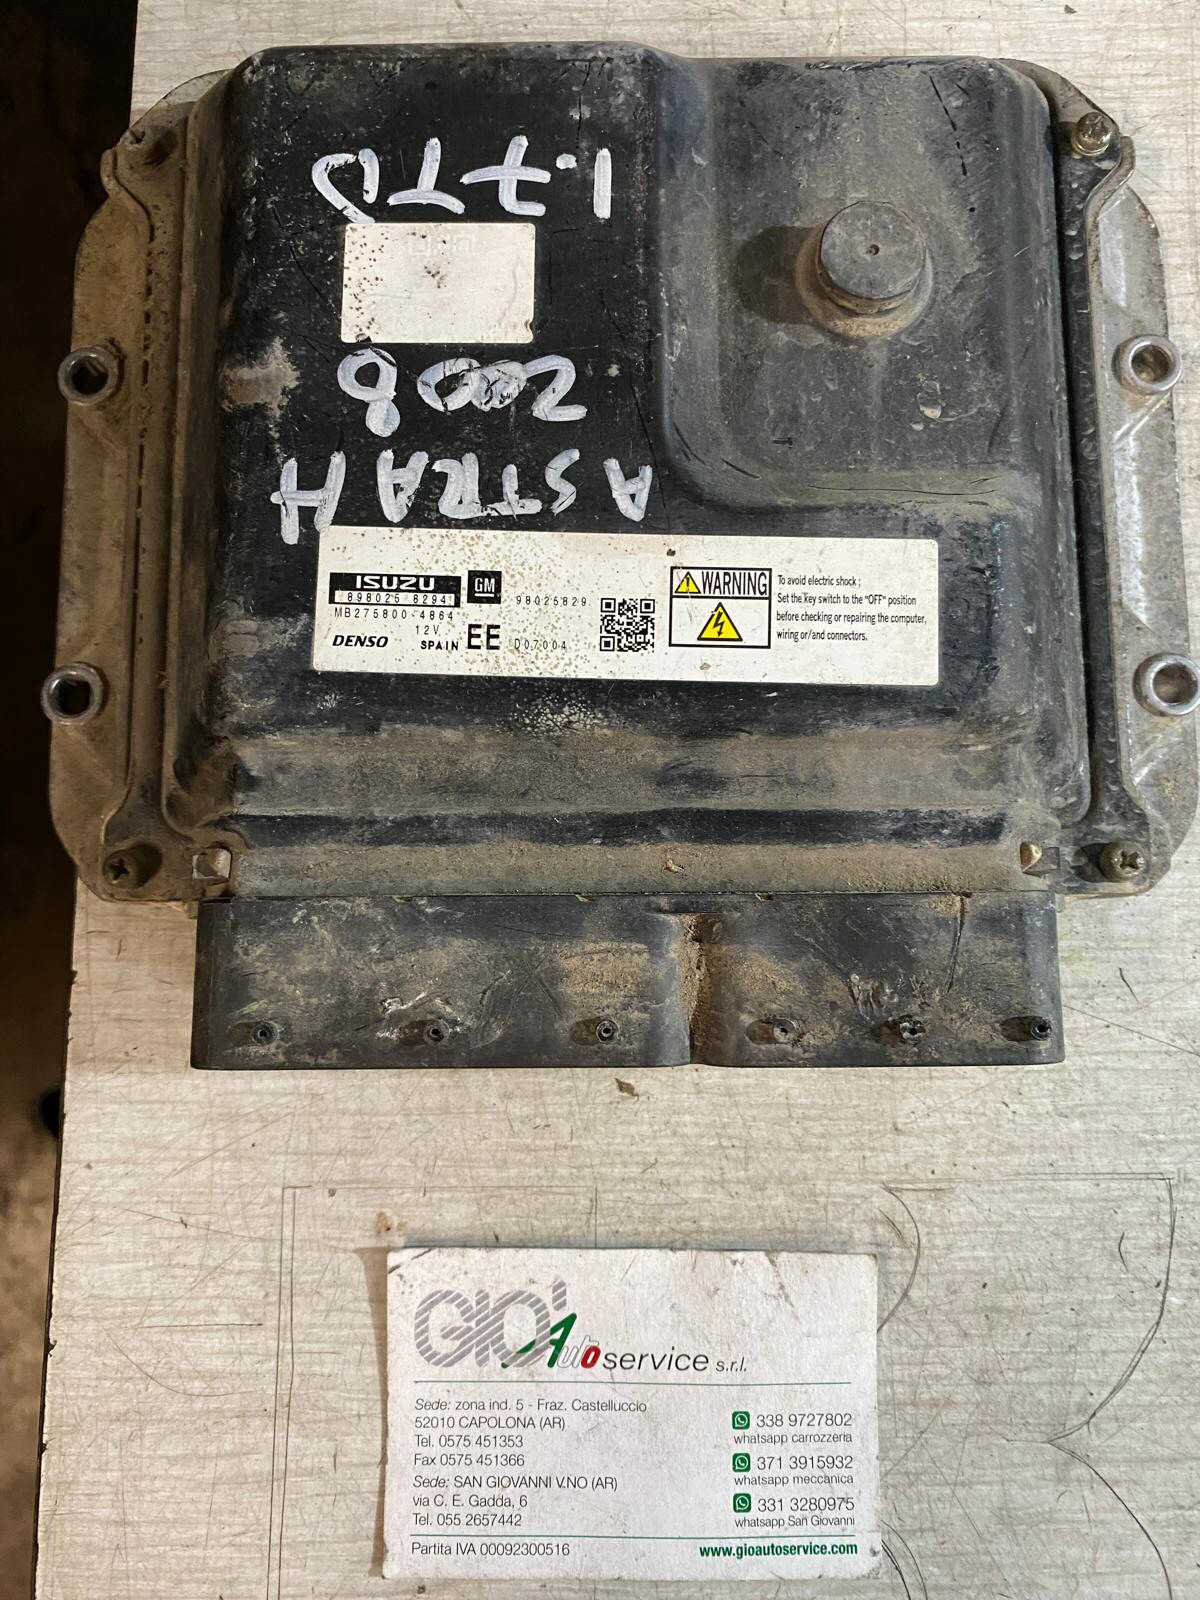 1.7 TD
2008
ASTRA H
ISUZU
GM
898025 8294
98025829
MB275800-4864
12V
DENSO
SPAIN
EE
D07004
WARNING
To avoid electric shock ;
Set the key switch to the "OFF" position
before checking or repairing the computer,
wiring or/and connectors.
GIO' Auto service s.r.l.
Sede: zona ind. 5 - Fraz. Castelluccio
52010 CAPOLONA (AR)
Tel. 0575 451353
Fax 0575 451366
Sede: SAN GIOVANNI V.NO (AR)
via C. E. Gadda, 6
Tel. 055 2657442
Partita IVA 00092300516
338 9727802
whatsapp carrozzeria
371 3915932
whatsapp meccanica
331 3280975
whatsapp San Giovanni
www.gioautoservice.com